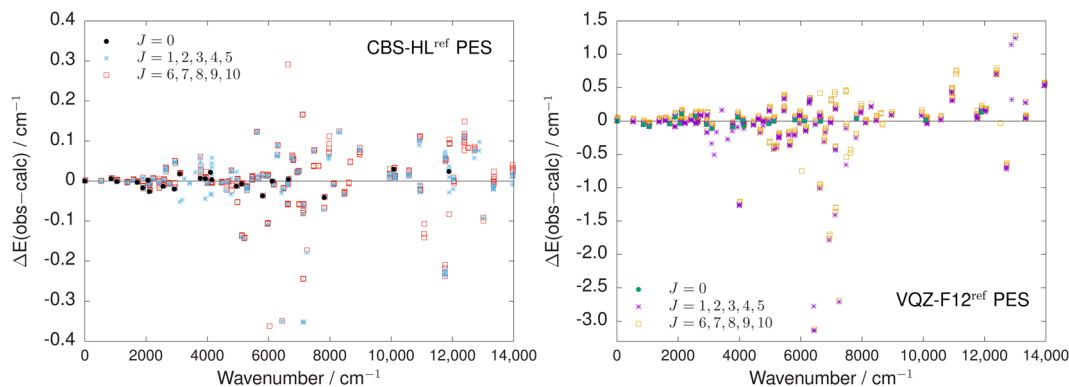 CBS-HL^ref PES
J = 0
J = 1, 2, 3, 4, 5
J = 6, 7, 8, 9, 10
0.4
0.3
0.2
0.1
0
-0.1
-0.2
-0.3
-0.4
ΔE(obs−calc) / cm⁻¹
0 2000 4000 6000 8000 10,000 12,000 14,000
Wavenumber / cm⁻¹
1.5
1.0
0.5
0
-0.5
-1.0
-1.5
-2.0
-2.5
-3.0
ΔE(obs−calc) / cm⁻¹
J = 0
J = 1, 2, 3, 4, 5
J = 6, 7, 8, 9, 10
VQZ-F12^ref PES
0 2000 4000 6000 8000 10,000 12,000 14,000
Wavenumber / cm⁻¹